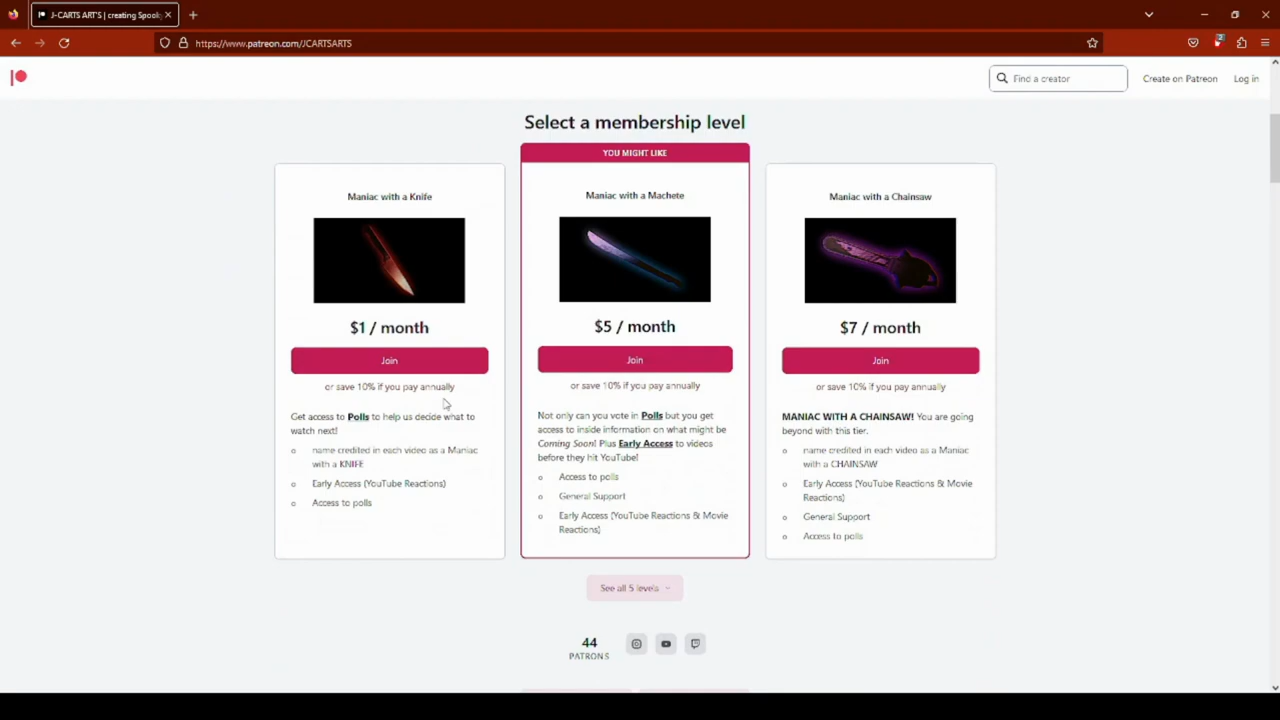 J-CARTS ART'S | creating Spooky
https://www.patreon.com/JCARTSARTS
2
Find a creator
Create on Patreon
Log in
Select a membership level
YOU MIGHT LIKE
Maniac with a Knife
$1 / month
Join
or save 10% if you pay annually
Get access to Polls to help us decide what to
watch next!
name credited in each video as a Maniac
with a KNIFE
Early Access (YouTube Reactions)
Access to polls
Maniac with a Machete
$5 / month
Join
or save 10% if you pay annually
Not only can you vote in Polls but you get
access to inside information on what might be
Coming Soon! Plus Early Access to videos
before they hit YouTube!
Access to polls
General Support
Early Access (YouTube Reactions & Movie
Reactions)
Maniac with a Chainsaw
$7 / month
Join
or save 10% if you pay annually
MANIAC WITH A CHAINSAW! You are going
beyond with this tier.
name credited in each video as a Maniac
with a CHAINSAW
Early Access (YouTube Reactions & Movie
Reactions)
General Support
Access to polls
See all 5 levels
44
PATRONS